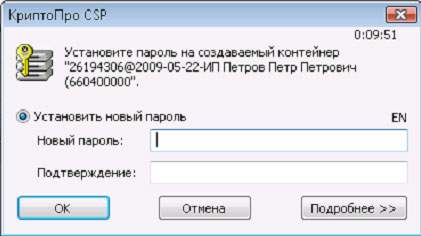 КриптоПро CSP
0:09:51
Установите пароль на создаваемый контейнер
"26194306@2009-05-22-ИП Петров Петр Петрович
(660400000".
Установить новый пароль
EN
Новый пароль:
Подтверждение:
ОК
Отмена
Подробнее >>